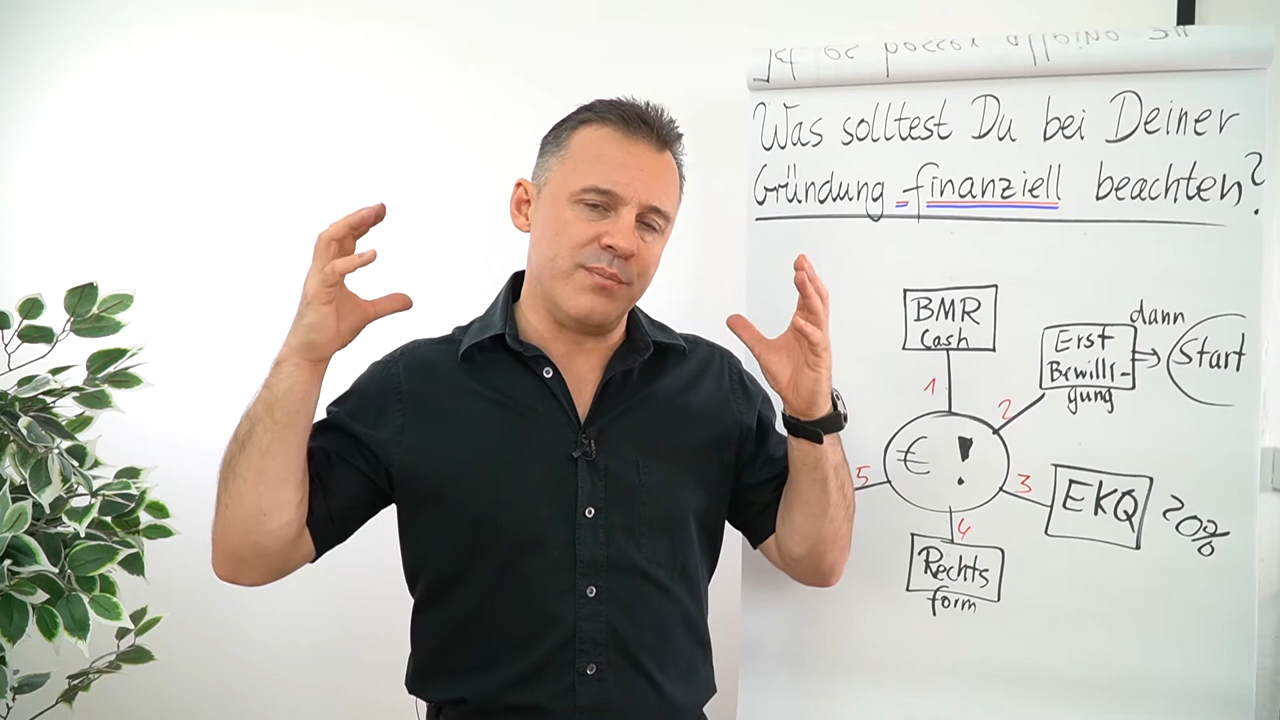 Was solltest Du bei Deiner
Gründung finanziell beachten?
BMR
Cash
1
dann
Erst
Bewilli-
gung
Start
2
€ !
5
3
EKQ
20%
4
Rechts
form